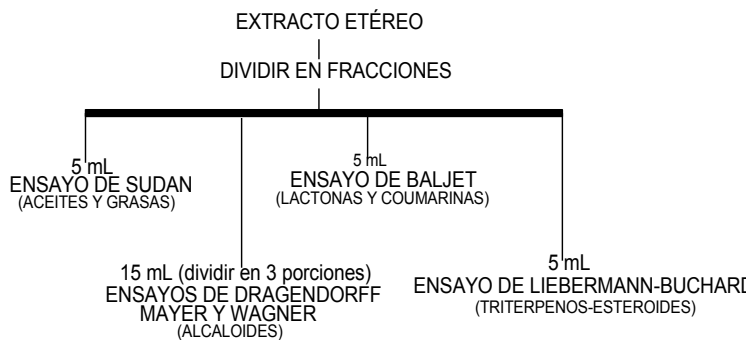 EXTRACTO ETÉREO
DIVIDIR EN FRACCIONES
5 mL
ENSAYO DE SUDAN
(ACEITES Y GRASAS)
5 mL
ENSAYO DE BALJET
(LACTONAS Y COUMARINAS)
15 mL (dividir en 3 porciones)
ENSAYOS DE DRAGENDORFF
MAYER Y WAGNER
(ALCALOIDES)
5 mL
ENSAYO DE LIEBERMANN-BUCHARD
(TRITERPENOS-ESTEROIDES)